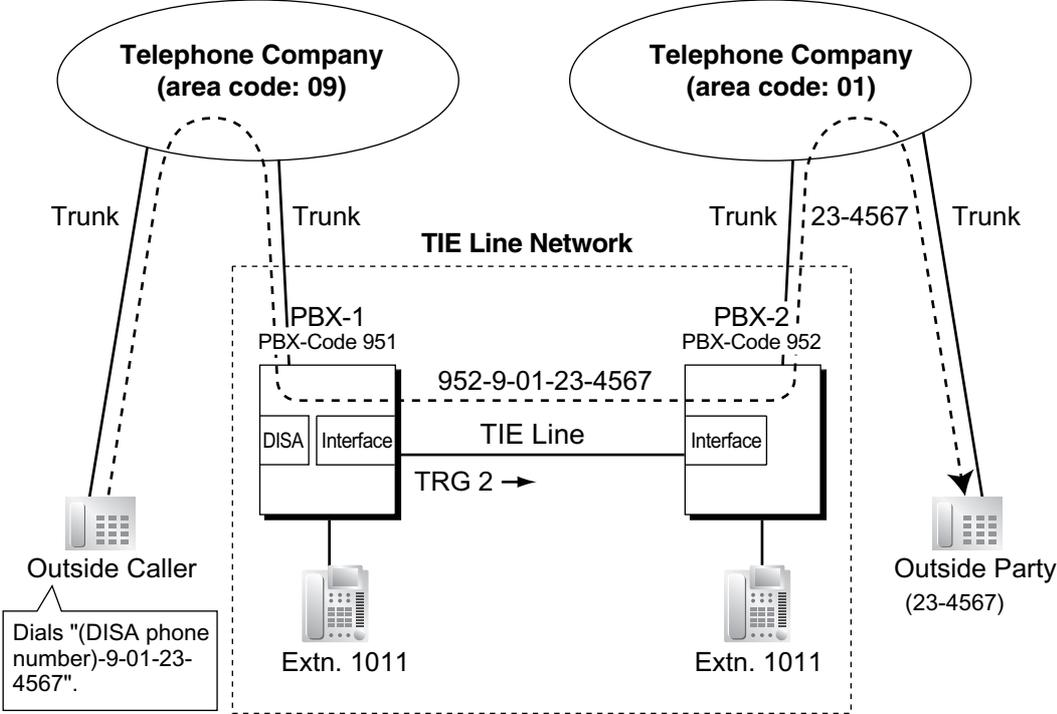 Telephone Company
(area code: 09)
Telephone Company
(area code: 01)
Trunk
Trunk
Trunk
23-4567
Trunk
TIE Line Network
PBX-1
PBX-Code 951
PBX-2
PBX-Code 952
952-9-01-23-4567
DISA
Interface
TIE Line
Interface
TRG 2
Outside Caller
Outside Party
(23-4567)
Dials "(DISA phone
number)-9-01-23-
4567".
Extn. 1011
Extn. 1011